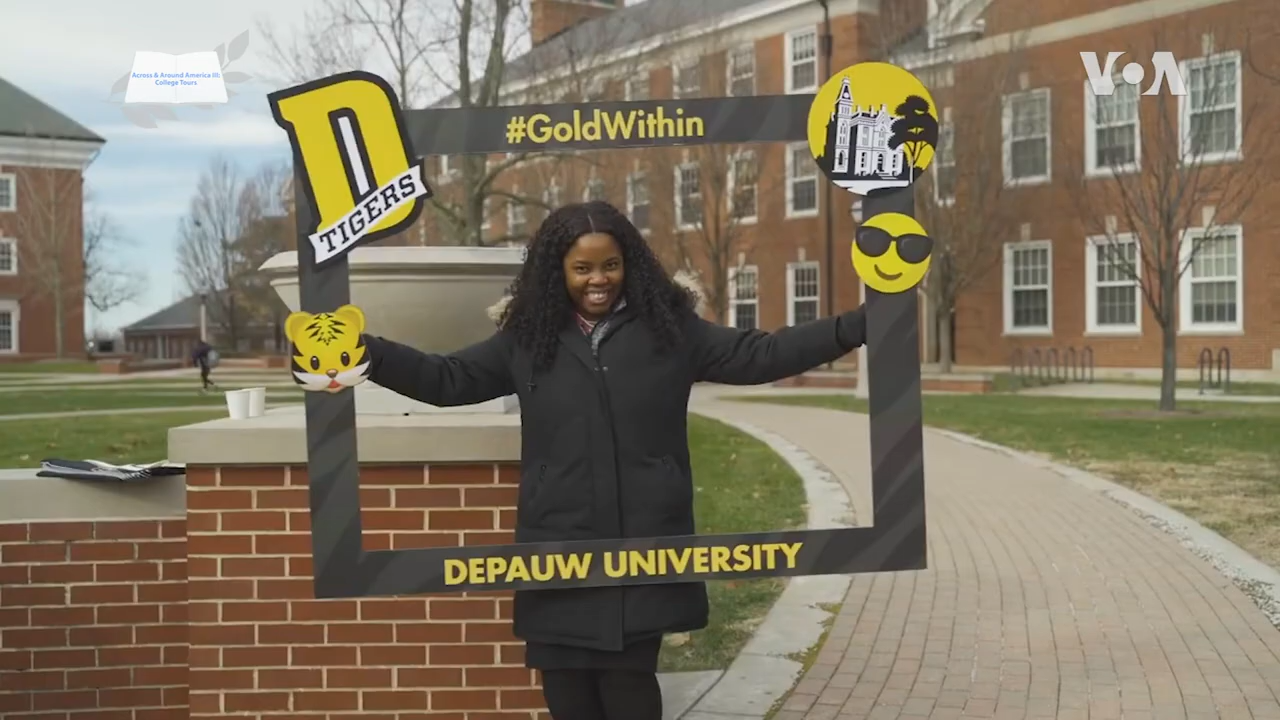 Across & Around America III:
College Tours
VOA
#GoldWithin
D
TIGERS
DEPAUW UNIVERSITY